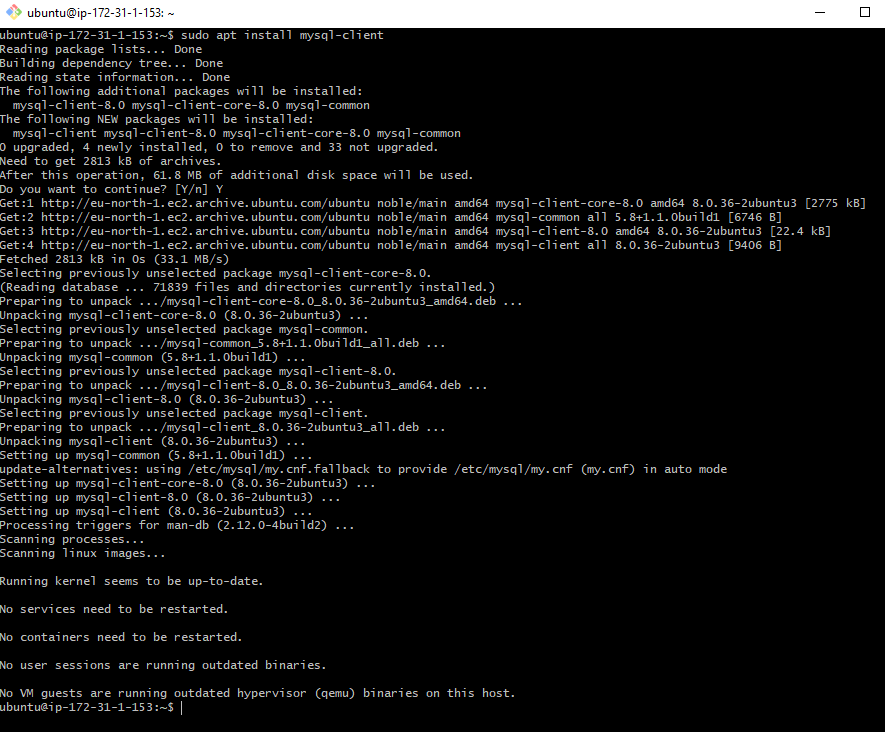 ubuntu@ip-172-31-1-153: ~
ubuntu@ip-172-31-1-153:~$ sudo apt install mysql-client
Reading package lists... Done
Building dependency tree... Done
Reading state information... Done
The following additional packages will be installed:
  mysql-client-8.0 mysql-client-core-8.0 mysql-common
The following NEW packages will be installed:
  mysql-client mysql-client-8.0 mysql-client-core-8.0 mysql-common
0 upgraded, 4 newly installed, 0 to remove and 33 not upgraded.
Need to get 2813 kB of archives.
After this operation, 61.8 MB of additional disk space will be used.
Do you want to continue? [Y/n] Y
Get:1 http://eu-north-1.ec2.archive.ubuntu.com/ubuntu noble/main amd64 mysql-client-core-8.0 amd64 8.0.36-2ubuntu3 [2775 kB]
Get:2 http://eu-north-1.ec2.archive.ubuntu.com/ubuntu noble/main amd64 mysql-common all 5.8+1.1.0build1 [6746 B]
Get:3 http://eu-north-1.ec2.archive.ubuntu.com/ubuntu noble/main amd64 mysql-client-8.0 amd64 8.0.36-2ubuntu3 [22.4 kB]
Get:4 http://eu-north-1.ec2.archive.ubuntu.com/ubuntu noble/main amd64 mysql-client all 8.0.36-2ubuntu3 [9406 B]
Fetched 2813 kB in 0s (33.1 MB/s)
Selecting previously unselected package mysql-client-core-8.0.
(Reading database ... 71839 files and directories currently installed.)
Preparing to unpack .../mysql-client-core-8.0_8.0.36-2ubuntu3_amd64.deb ...
Unpacking mysql-client-core-8.0 (8.0.36-2ubuntu3) ...
Selecting previously unselected package mysql-common.
Preparing to unpack .../mysql-common_5.8+1.1.0build1_all.deb ...
Unpacking mysql-common (5.8+1.1.0build1) ...
Selecting previously unselected package mysql-client-8.0.
Preparing to unpack .../mysql-client-8.0_8.0.36-2ubuntu3_amd64.deb ...
Unpacking mysql-client-8.0 (8.0.36-2ubuntu3) ...
Selecting previously unselected package mysql-client.
Preparing to unpack .../mysql-client_8.0.36-2ubuntu3_all.deb ...
Unpacking mysql-client (8.0.36-2ubuntu3) ...
Setting up mysql-common (5.8+1.1.0build1) ...
update-alternatives: using /etc/mysql/my.cnf.fallback to provide /etc/mysql/my.cnf (my.cnf) in auto mode
Setting up mysql-client-core-8.0 (8.0.36-2ubuntu3) ...
Setting up mysql-client-8.0 (8.0.36-2ubuntu3) ...
Setting up mysql-client (8.0.36-2ubuntu3) ...
Processing triggers for man-db (2.12.0-4build2) ...
Scanning processes...
Scanning linux images...

Running kernel seems to be up-to-date.

No services need to be restarted.

No containers need to be restarted.

No user sessions are running outdated binaries.

No VM guests are running outdated hypervisor (qemu) binaries on this host.
ubuntu@ip-172-31-1-153:~$